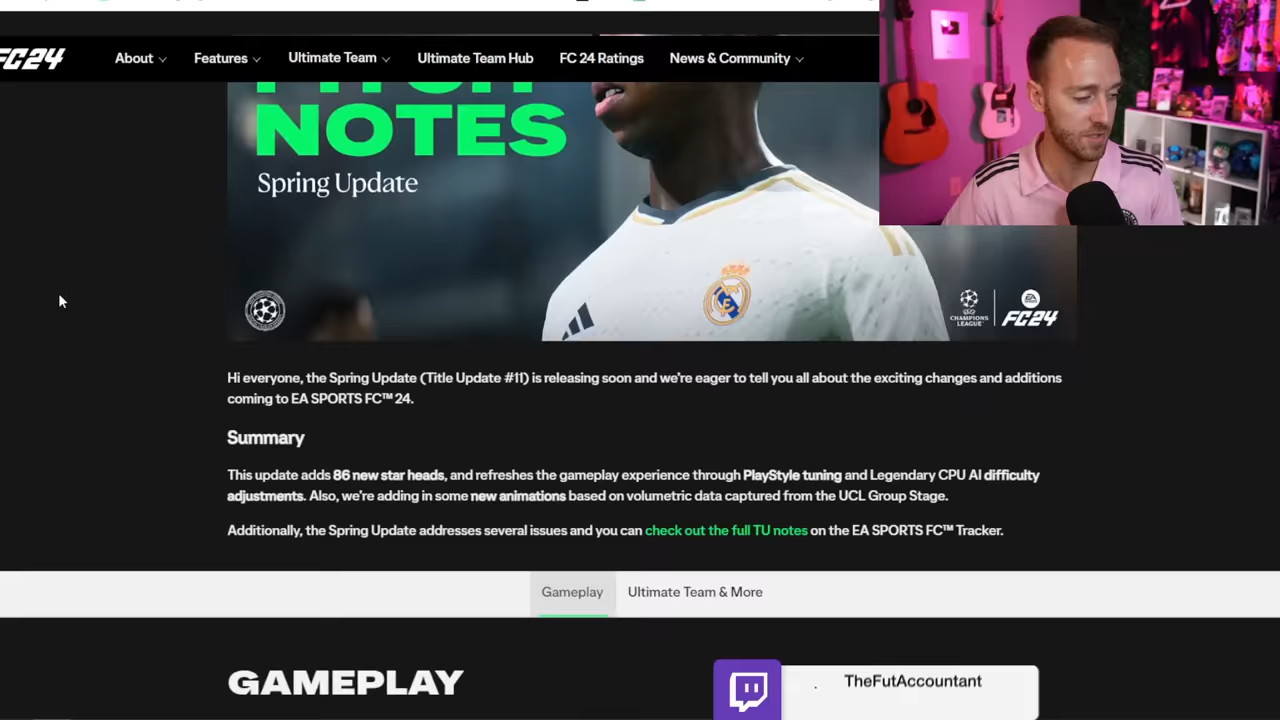 FC24
About
Features
Ultimate Team
Ultimate Team Hub
FC 24 Ratings
News & Community
PITCH
NOTES
Spring Update
CHAMPIONS
LEAGUE
EA SPORTS
FC24
Hi everyone, the Spring Update (Title Update #11) is releasing soon and we're eager to tell you all about the exciting changes and additions
coming to EA SPORTS FC™ 24.
Summary
This update adds 86 new star heads, and refreshes the gameplay experience through PlayStyle tuning and Legendary CPU AI difficulty
adjustments. Also, we're adding in some new animations based on volumetric data captured from the UCL Group Stage.
Additionally, the Spring Update addresses several issues and you can check out the full TU notes on the EA SPORTS FC™ Tracker.
Gameplay
Ultimate Team & More
GAMEPLAY
TheFutAccountant